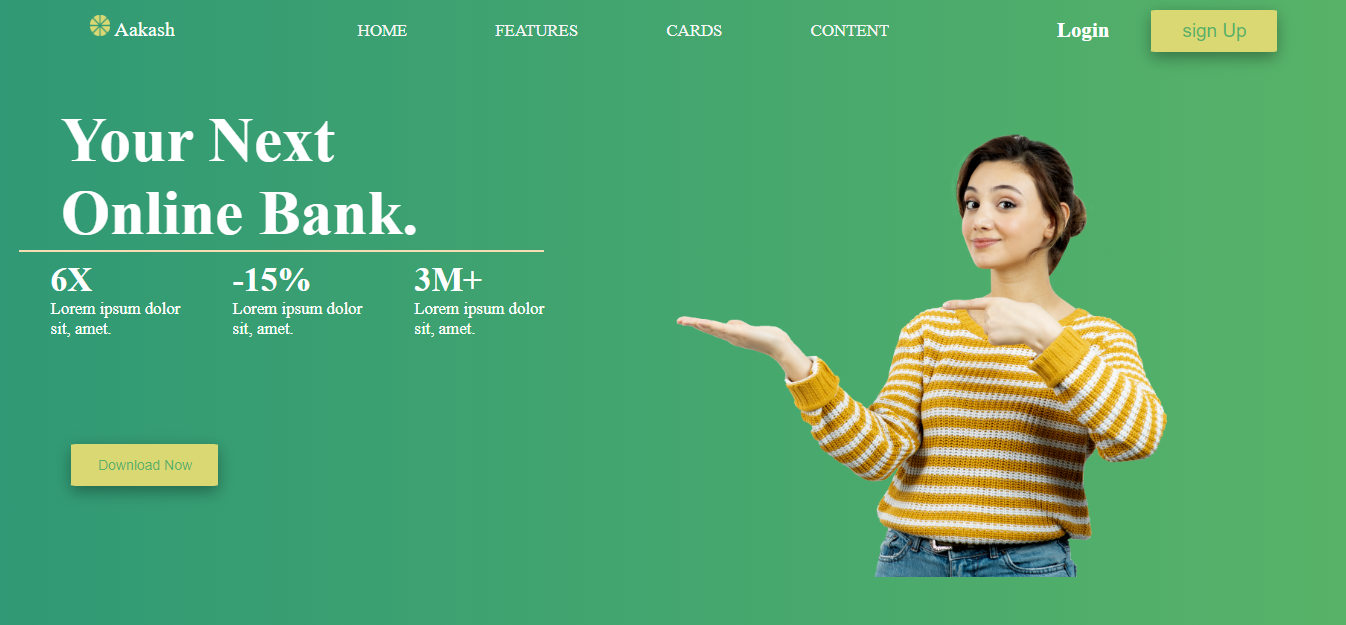 Aakash
HOME
FEATURES
CARDS
CONTENT
Login
sign Up
Your Next
Online Bank.
6X
Lorem ipsum dolor
sit, amet.
-15%
Lorem ipsum dolor
sit, amet.
3M+
Lorem ipsum dolor
sit, amet.
Download Now